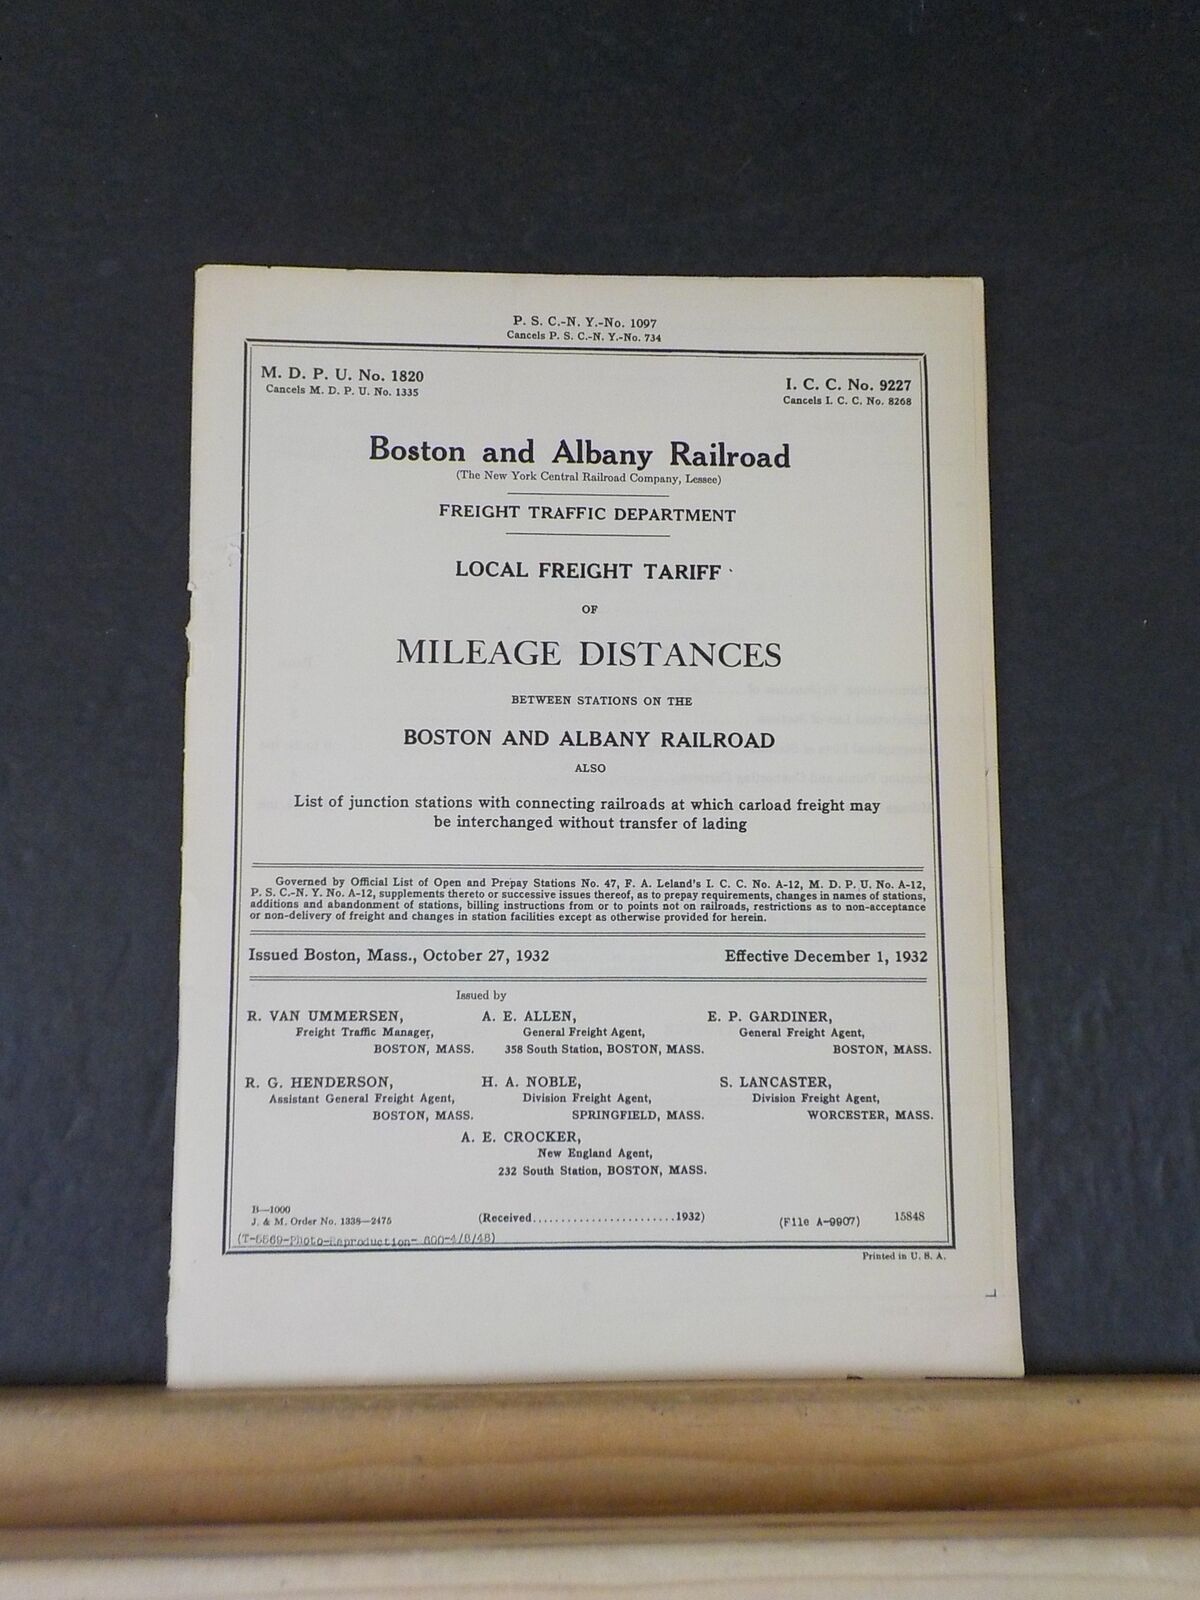 P. S. C.-N. Y.-No. 1097
Cancels P. S. C.-N. Y.-No. 734
M. D. P. U. No. 1820
Cancels M. D. P. U. No. 1335
I. C. C. No. 9227
Cancels I. C. C. No. 8268
Boston and Albany Railroad
(The New York Central Railroad Company, Lessee)
FREIGHT TRAFFIC DEPARTMENT
LOCAL FREIGHT TARIFF
OF
MILEAGE DISTANCES
BETWEEN STATIONS ON THE
BOSTON AND ALBANY RAILROAD
ALSO
List of junction stations with connecting railroads at which carload freight may
be interchanged without transfer of lading
Governed by Official List of Open and Prepay Stations No. 47, F. A. Leland's I. C. C. No. A-12, M. D. P. U. No. A-12,
P. S. C.-N. Y. No. A-12, supplements thereto or successive issues thereof, as to prepay requirements, changes in names of stations,
additions and abandonment of stations, billing instructions from or to points not on railroads, restrictions as to non-acceptance
or non-delivery of freight and changes in station facilities except as otherwise provided for herein.
Issued Boston, Mass., October 27, 1932 Effective December 1, 1932
Issued by
R. VAN UMMERSEN, A. E. ALLEN, E. P. GARDINER,
Freight Traffic Manager, General Freight Agent, General Freight Agent,
BOSTON, MASS. 358 South Station, BOSTON, MASS. BOSTON, MASS.
R. G. HENDERSON, H. A. NOBLE, S. LANCASTER,
Assistant General Freight Agent, Division Freight Agent, Division Freight Agent,
BOSTON, MASS. SPRINGFIELD, MASS. WORCESTER, MASS.
A. E. CROCKER,
New England Agent,
232 South Station, BOSTON, MASS.
B—1000
J. & M. Order No. 1338—2475 (Received........................1932) (File A-9907) 15848
(T-6669-Photo-Reproduction- 800-4/8/48)
Printed in U. S. A.